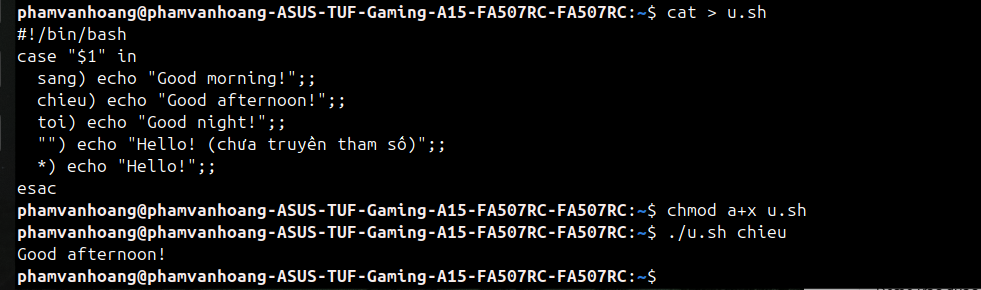 phamvanhoang@phamvanhoang-ASUS-TUF-Gaming-A15-FA507RC-FA507RC:~$ cat > u.sh
#!/bin/bash
case "$1" in
  sang) echo "Good morning!";;
  chieu) echo "Good afternoon!";;
  toi) echo "Good night!";;
  "") echo "Hello! (chưa truyền tham số)";;
  *) echo "Hello!";;
esac
phamvanhoang@phamvanhoang-ASUS-TUF-Gaming-A15-FA507RC-FA507RC:~$ chmod a+x u.sh
phamvanhoang@phamvanhoang-ASUS-TUF-Gaming-A15-FA507RC-FA507RC:~$ ./u.sh chieu
Good afternoon!
phamvanhoang@phamvanhoang-ASUS-TUF-Gaming-A15-FA507RC-FA507RC:~$